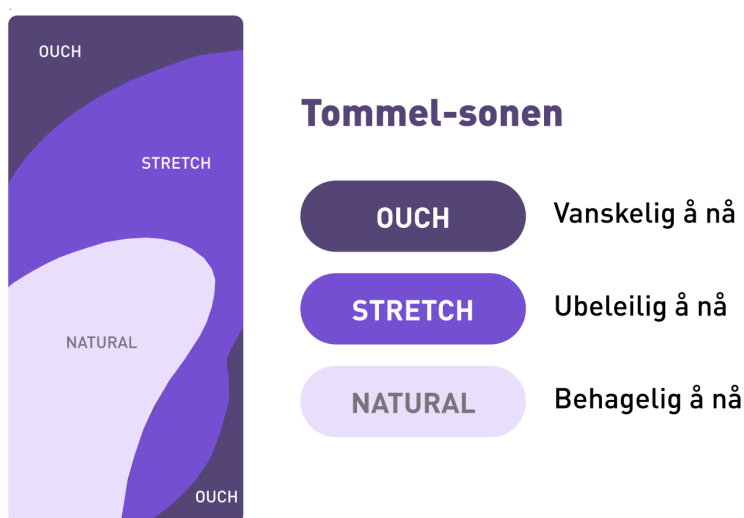 OUCH
STRETCH
NATURAL
OUCH
Tommel-sonen
OUCH Vanskelig å nå
STRETCH Ubeleilig å nå
NATURAL Behagelig å nå